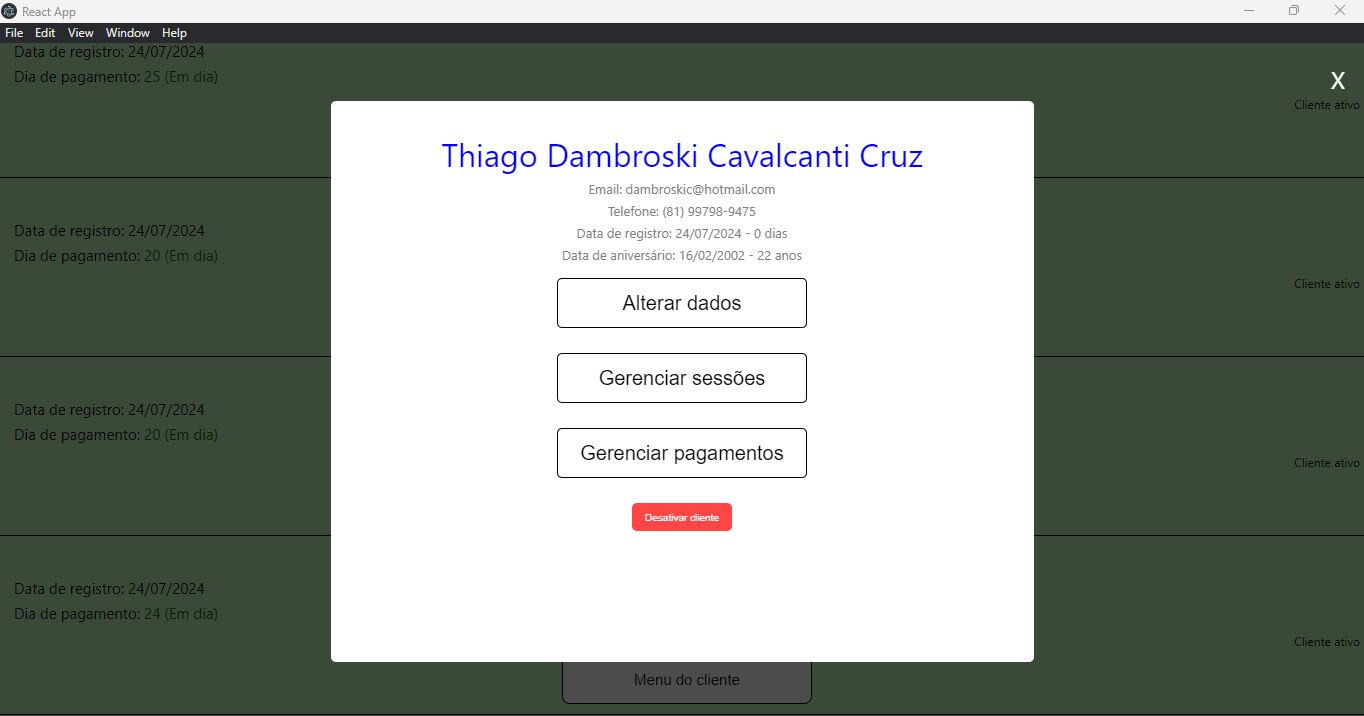 React App
File Edit View Window Help
Data de registro: 24/07/2024
Dia de pagamento: 25 (Em dia)
X
Cliente ativo
Thiago Dambroski Cavalcanti Cruz
Email: dambroskic@hotmail.com
Telefone: (81) 99798-9475
Data de registro: 24/07/2024 - 0 dias
Data de aniversário: 16/02/2002 - 22 anos
Alterar dados
Gerenciar sessões
Gerenciar pagamentos
Desativar cliente
Data de registro: 24/07/2024
Dia de pagamento: 20 (Em dia)
Cliente ativo
Data de registro: 24/07/2024
Dia de pagamento: 20 (Em dia)
Cliente ativo
Data de registro: 24/07/2024
Dia de pagamento: 24 (Em dia)
Cliente ativo
Menu do cliente